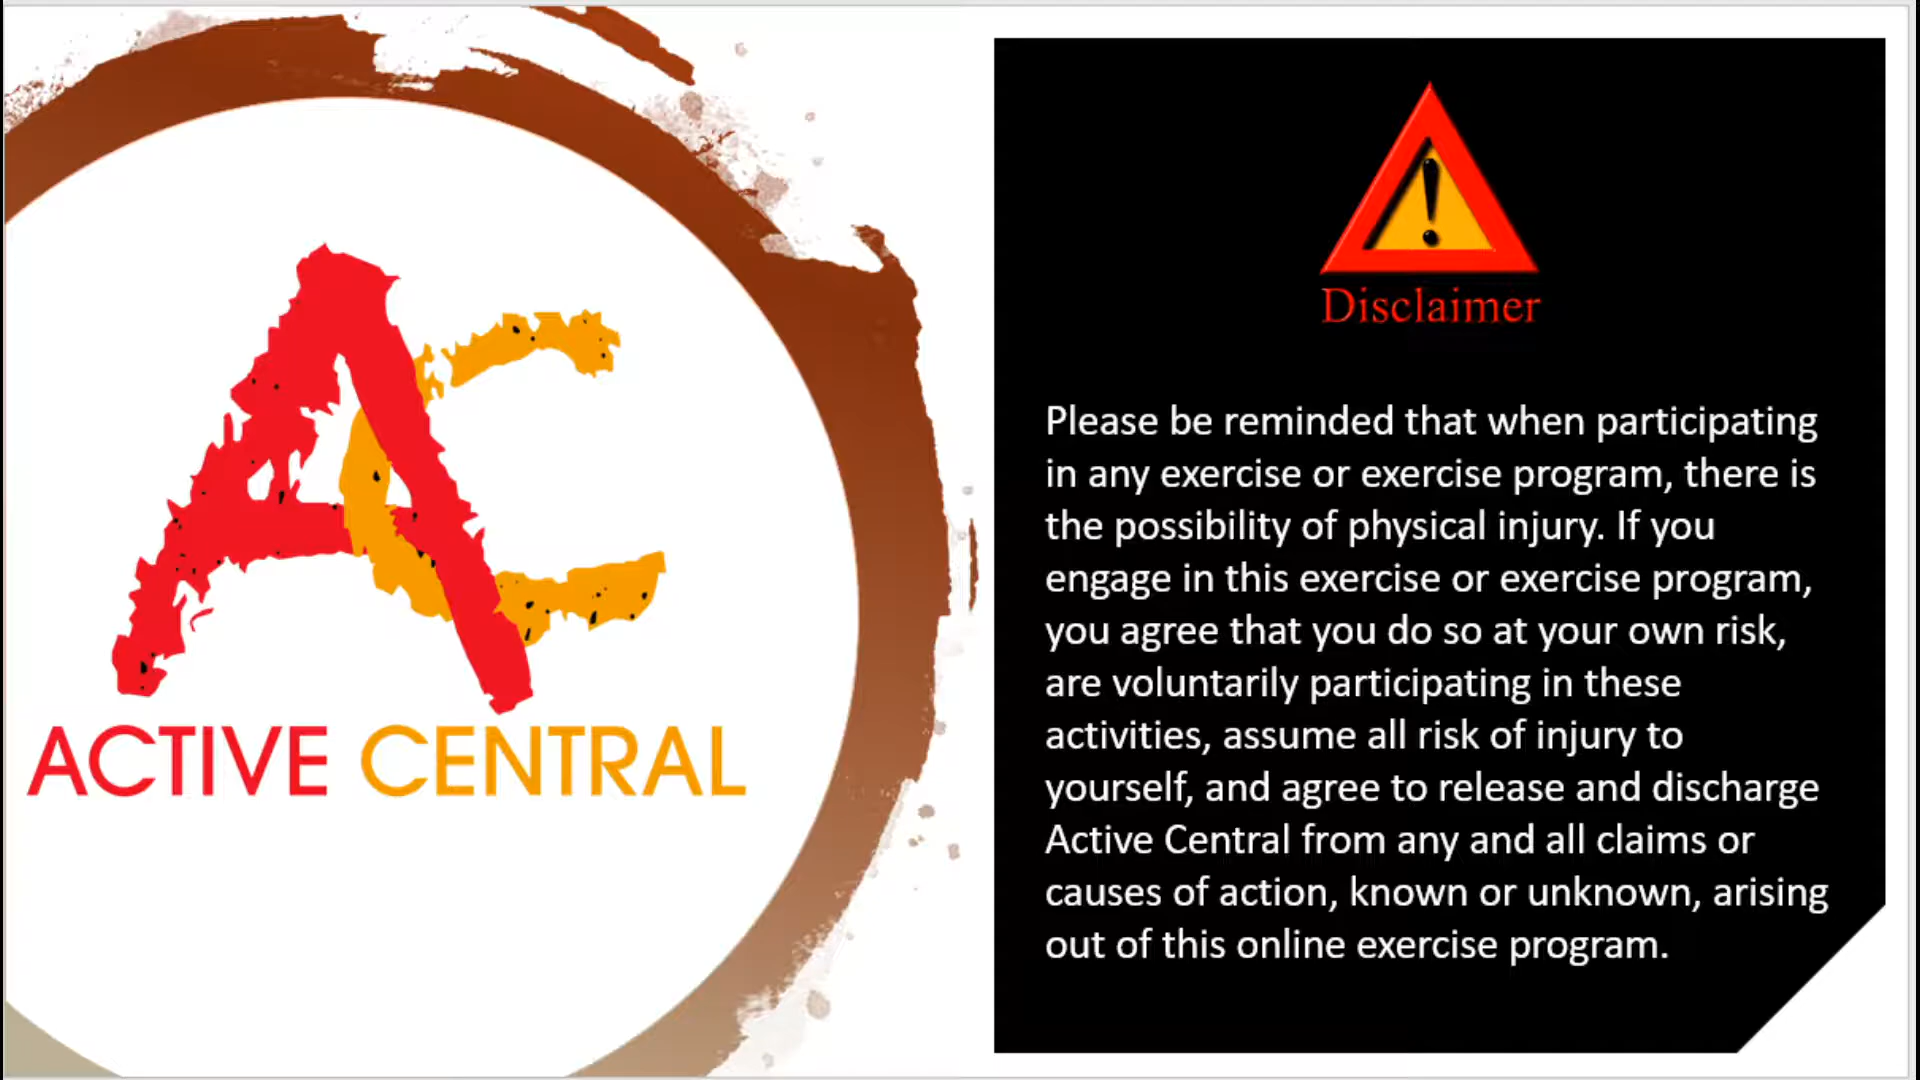 AC
ACTIVE CENTRAL
Disclaimer
Please be reminded that when participating
in any exercise or exercise program, there is
the possibility of physical injury. If you
engage in this exercise or exercise program,
you agree that you do so at your own risk,
are voluntarily participating in these
activities, assume all risk of injury to
yourself, and agree to release and discharge
Active Central from any and all claims or
causes of action, known or unknown, arising
out of this online exercise program.